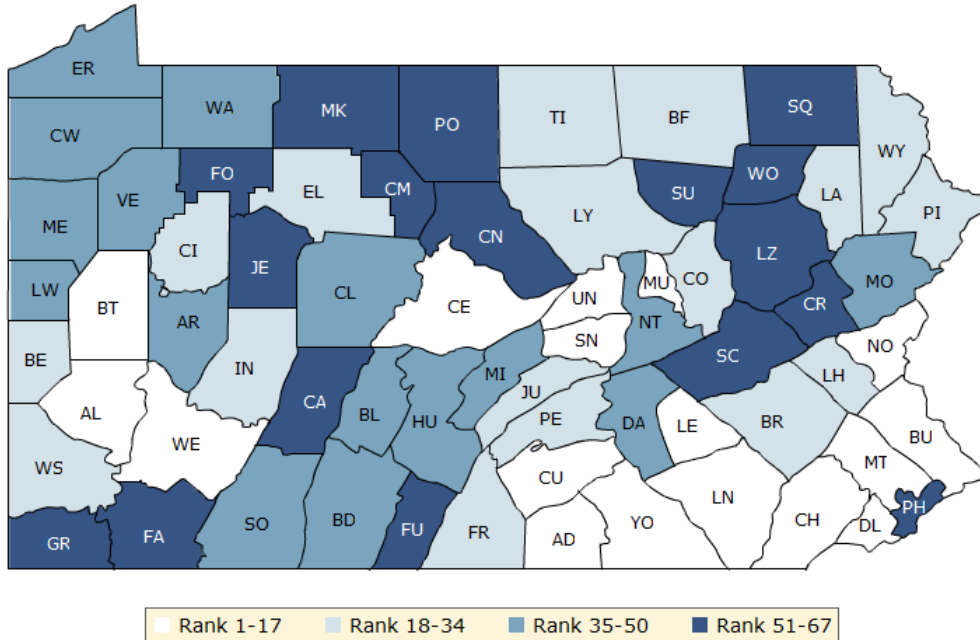 ER
WA
MK
PO
TI
BF
SQ
CW
WY
FO
EL
CM
SU
WO
LA
PI
VE
ME
CI
LY
CN
JE
LZ
LW
BT
CL
CE
UN
MU
CO
CR
MO
AR
SN
NT
NO
BE
IN
MI
JU
SC
LH
AL
CA
BL
HU
PE
DA
LE
BR
BU
WS
WE
CU
MT
LN
PH
GR
FA
SO
BD
FU
FR
AD
YO
CH
DL
Rank 1-17 Rank 18-34 Rank 35-50 Rank 51-67